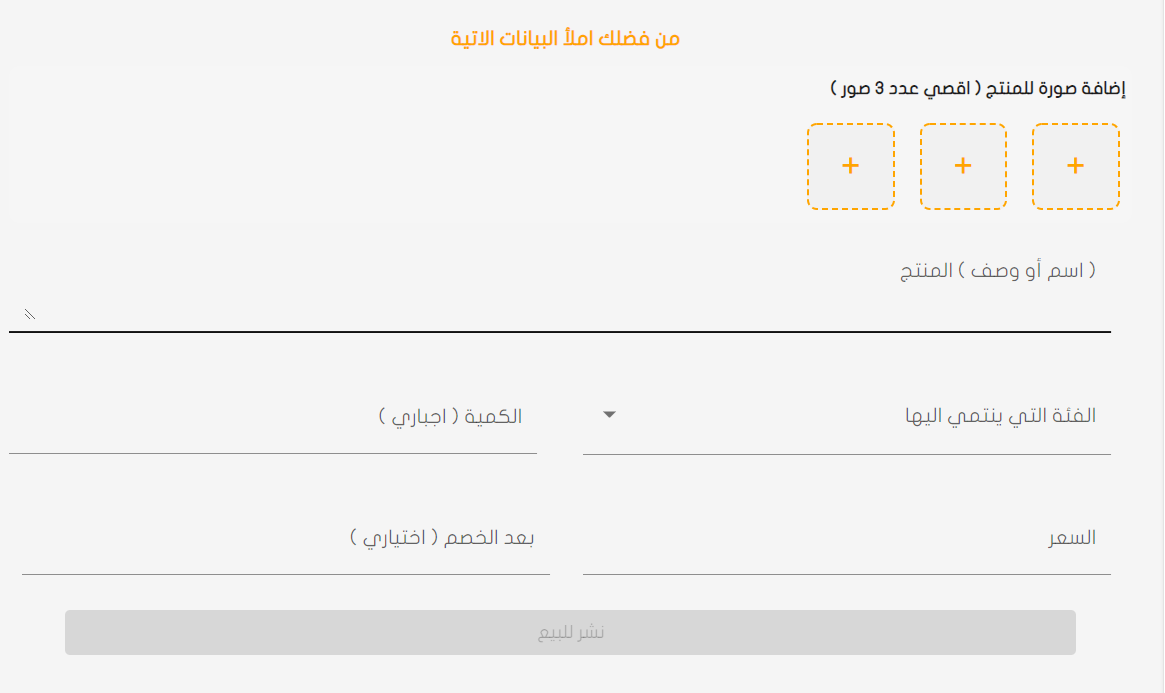 من فضلك املأ البيانات الاتية
إضافة صورة للمنتج ( اقصي عدد 3 صور )
+ + +
( اسم أو وصف ) المنتج
الفئة التي ينتمي اليها
الكمية ( اجباري )
السعر
بعد الخصم ( اختياري )
نشر للبيع